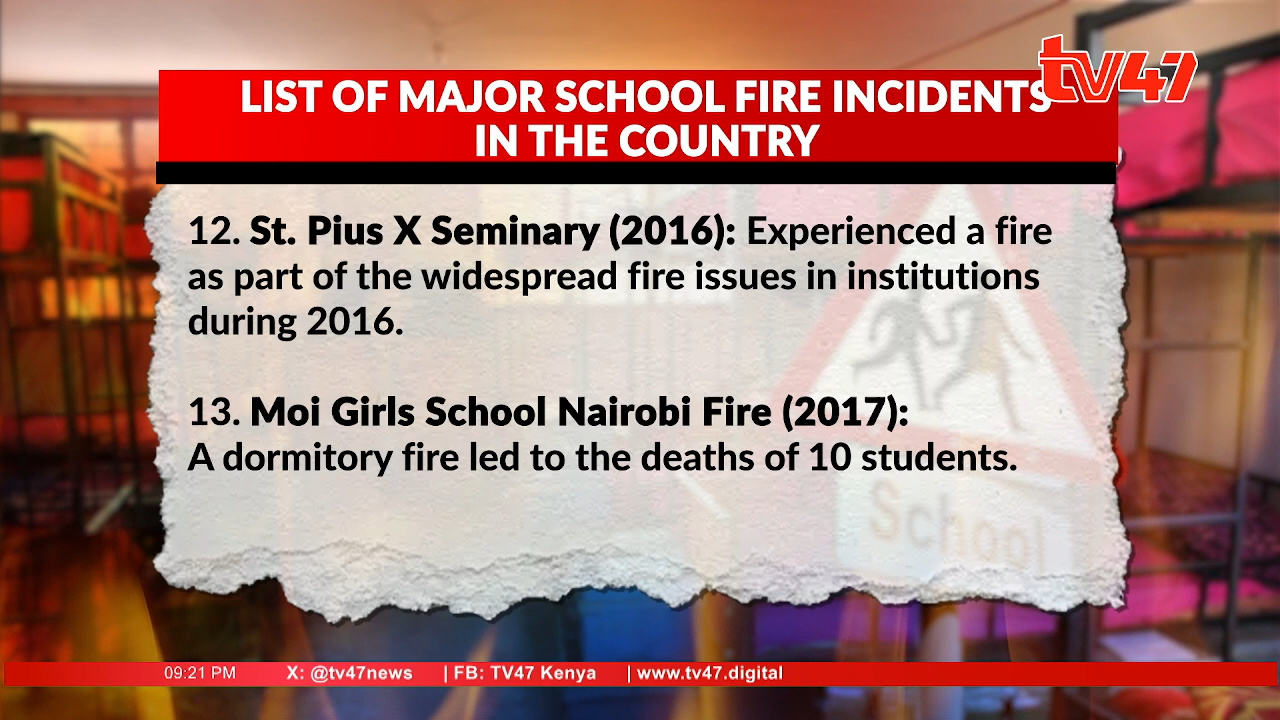 tv47
LIST OF MAJOR SCHOOL FIRE INCIDENTS
IN THE COUNTRY
12. St. Pius X Seminary (2016): Experienced a fire
as part of the widespread fire issues in institutions
during 2016.
13. Moi Girls School Nairobi Fire (2017):
A dormitory fire led to the deaths of 10 students.
School
09:21 PM X: @tv47news | FB: TV47 Kenya | www.tv47.digital